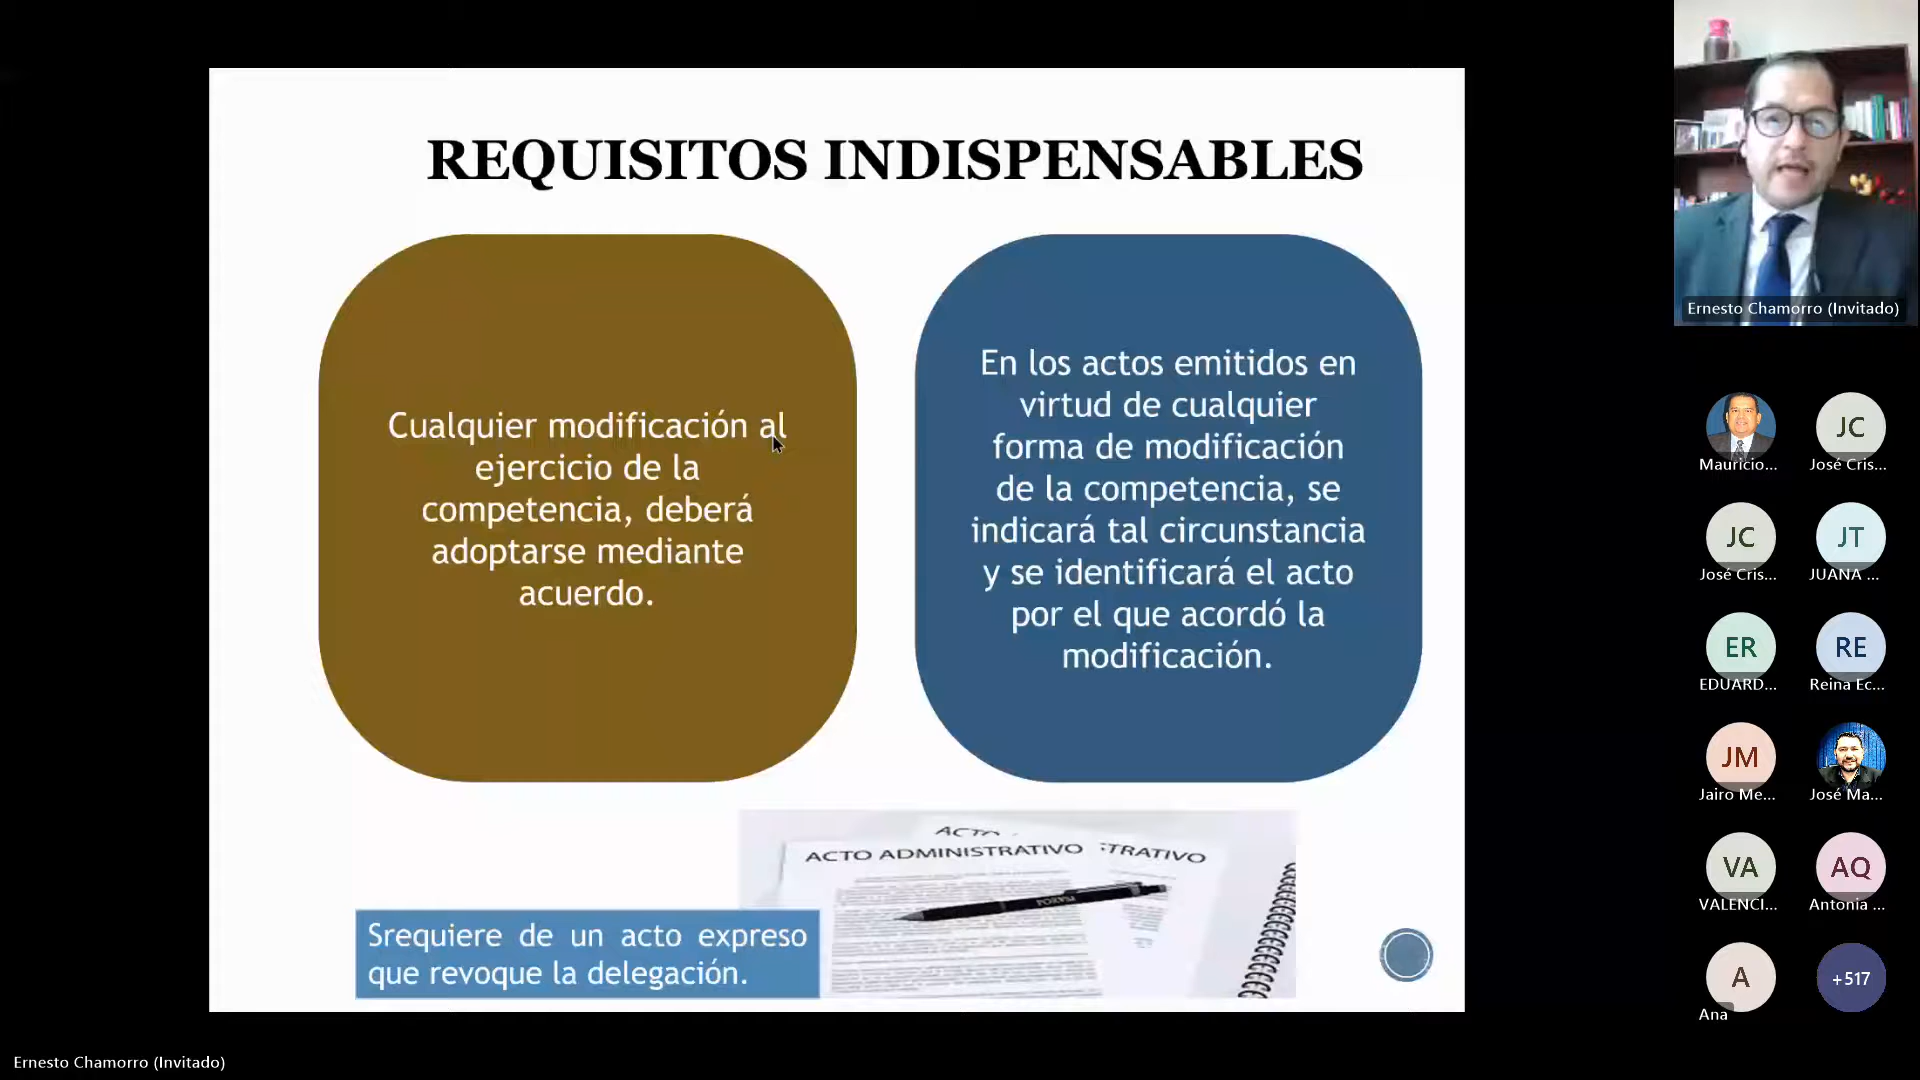 REQUISITOS INDISPENSABLES
Cualquier modificación al
ejercicio de la
competencia, deberá
adoptarse mediante
acuerdo.
En los actos emitidos en
virtud de cualquier
forma de modificación
de la competencia, se
indicará tal circunstancia
y se identificará el acto
por el que acordó la
modificación.
ACTO
ACTO ADMINISTRATIVO
TRATIVO
Srequiere de un acto expreso
que revoque la delegación.
Ernesto Chamorro (Invitado)
Mauricio...
JC
José Cris...
JC
José Cris...
JT
JUANA ...
ER
EDUARD...
RE
Reina Ec...
JM
Jairo Me...
José Ma...
VA
VALENCI...
AQ
Antonia ...
A
Ana
+517
Ernesto Chamorro (Invitado)